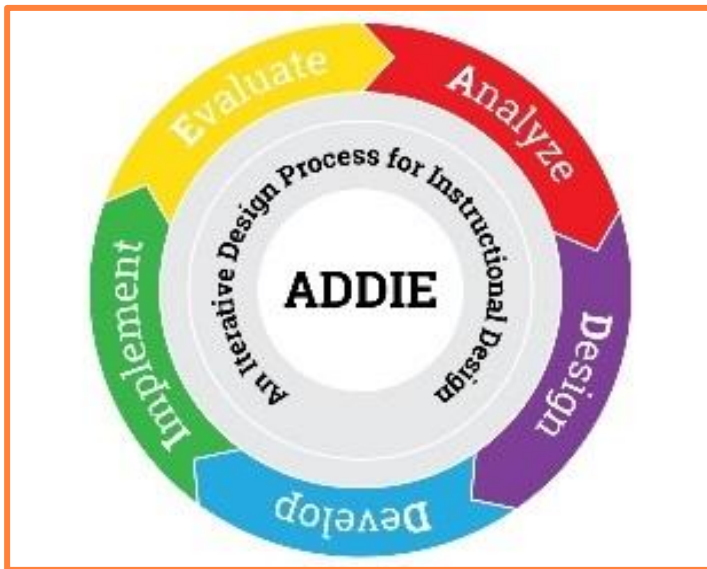 Analyze
Design
Develop
Implement
Evaluate
An Iterative Design Process for Instructional Design
ADDIE